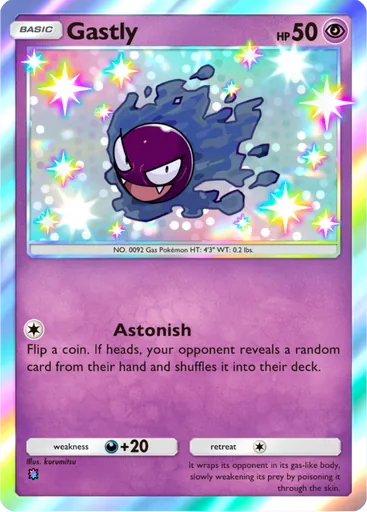 BASIC
Gastly
HP 50
NO. 0092 Gas Pokémon HT: 4'3" WT: 0.2 lbs.
Astonish
Flip a coin. If heads, your opponent reveals a random
card from their hand and shuffles it into their deck.
weakness +20
retreat
Illus. kurumitsu
It wraps its opponent in its gas-like body,
slowly weakening its prey by poisoning it
through the skin.